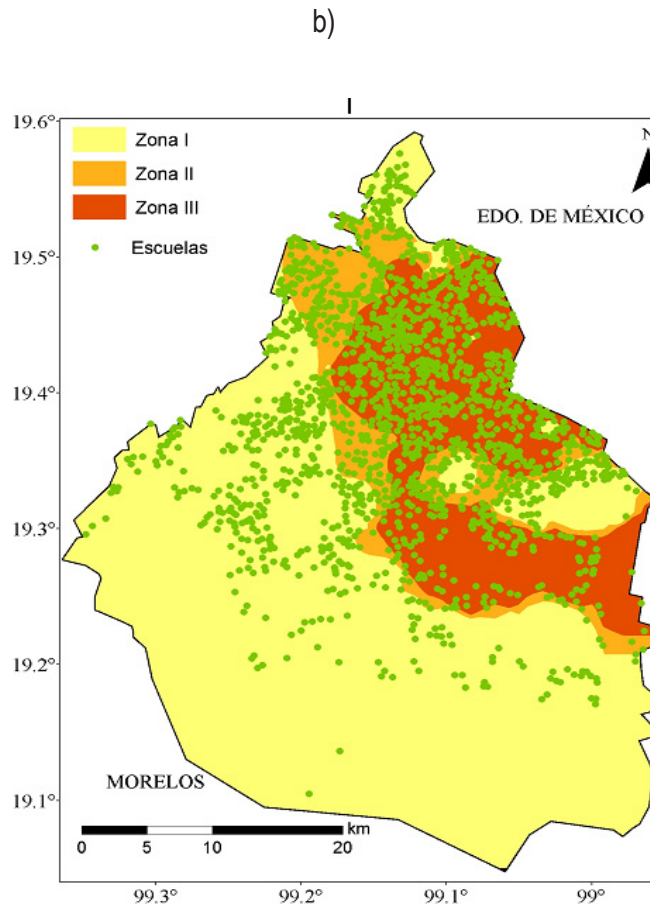 b)
19.6°
19.5°
19.4°
19.3°
19.2°
19.1°
Zona I
Zona II
Zona III
Escuelas
N
EDO. DE MÉXICO
MORELOS
km
0 5 10 20
99.3° 99.2° 99.1° 99°